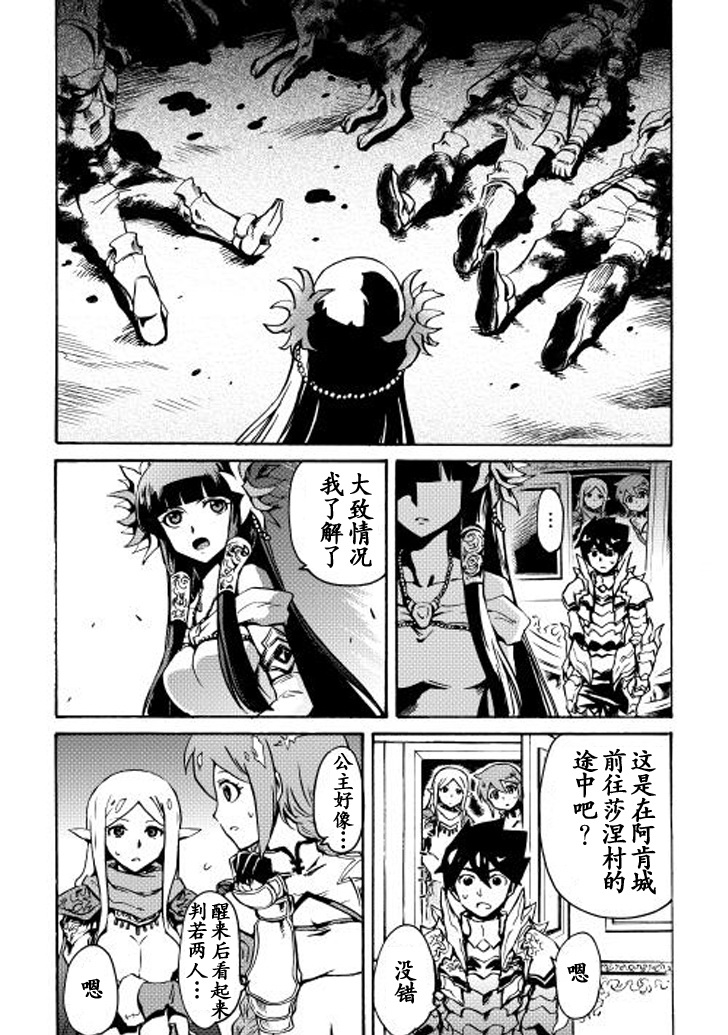 …
大致情况
我了解了
这是在阿肯城
前往莎涅村的
途中吧？
嗯
没错
公主好像…
醒来后看起来
判若两人…
嗯